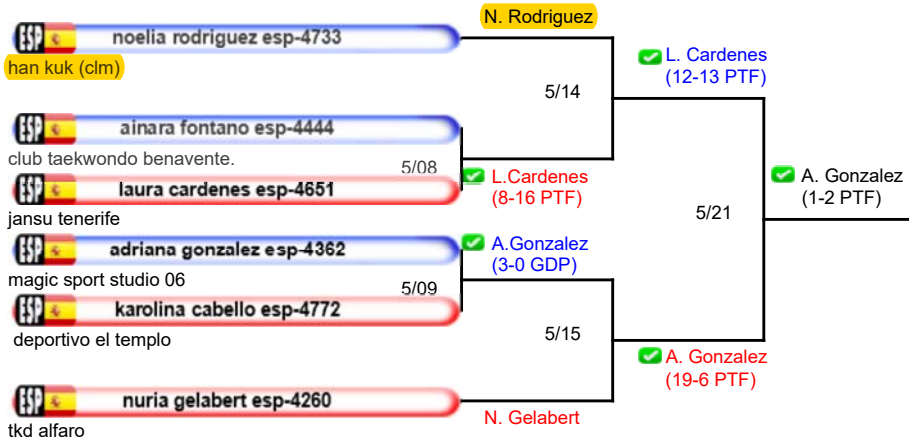 N. Rodriguez
ESP noelia rodriguez esp-4733
han kuk (clm)
L. Cardenes
(12-13 PTF)
5/14
ESP ainara fontano esp-4444
club taekwondo benavente.
5/08
L.Cardenes
(8-16 PTF)
ESP laura cardenes esp-4651
jansu tenerife
A. Gonzalez
(1-2 PTF)
5/21
ESP adriana gonzalez esp-4362
magic sport studio 06
A.Gonzalez
(3-0 GDP)
5/09
ESP karolina cabello esp-4772
deportivo el templo
5/15
A. Gonzalez
(19-6 PTF)
ESP nuria gelabert esp-4260
tkd alfaro
N. Gelabert